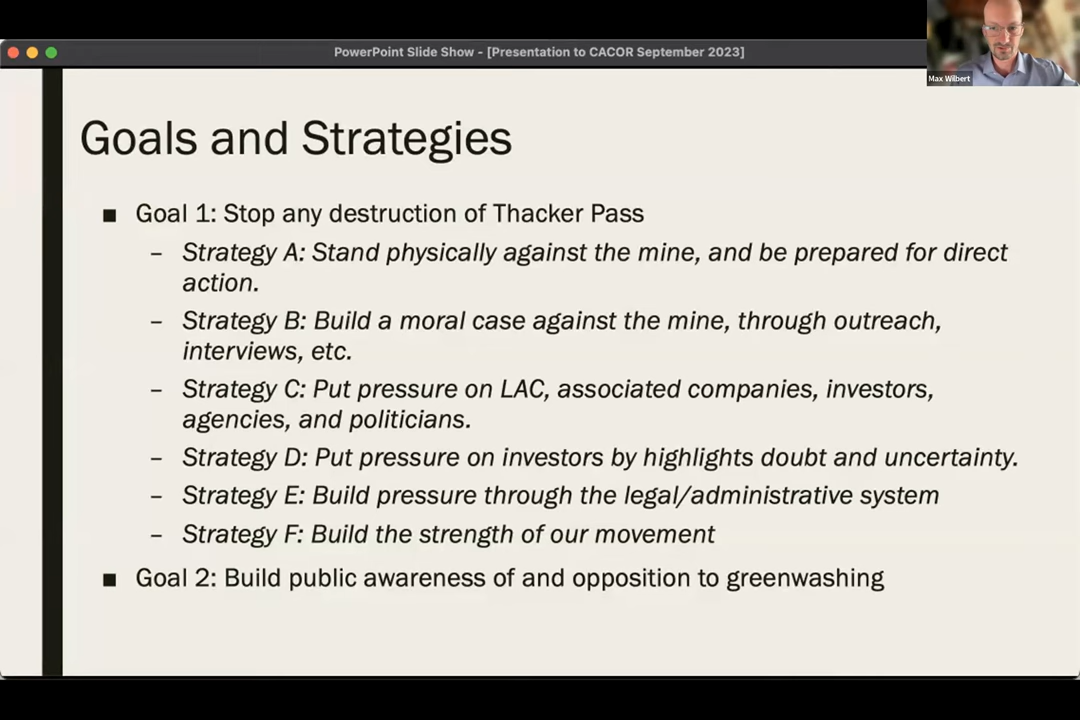 PowerPoint Slide Show - [Presentation to CACOR September 2023]
Max Wilbert
Goals and Strategies
■ Goal 1: Stop any destruction of Thacker Pass
– Strategy A: Stand physically against the mine, and be prepared for direct
action.
– Strategy B: Build a moral case against the mine, through outreach,
interviews, etc.
– Strategy C: Put pressure on LAC, associated companies, investors,
agencies, and politicians.
– Strategy D: Put pressure on investors by highlights doubt and uncertainty.
– Strategy E: Build pressure through the legal/administrative system
– Strategy F: Build the strength of our movement
■ Goal 2: Build public awareness of and opposition to greenwashing